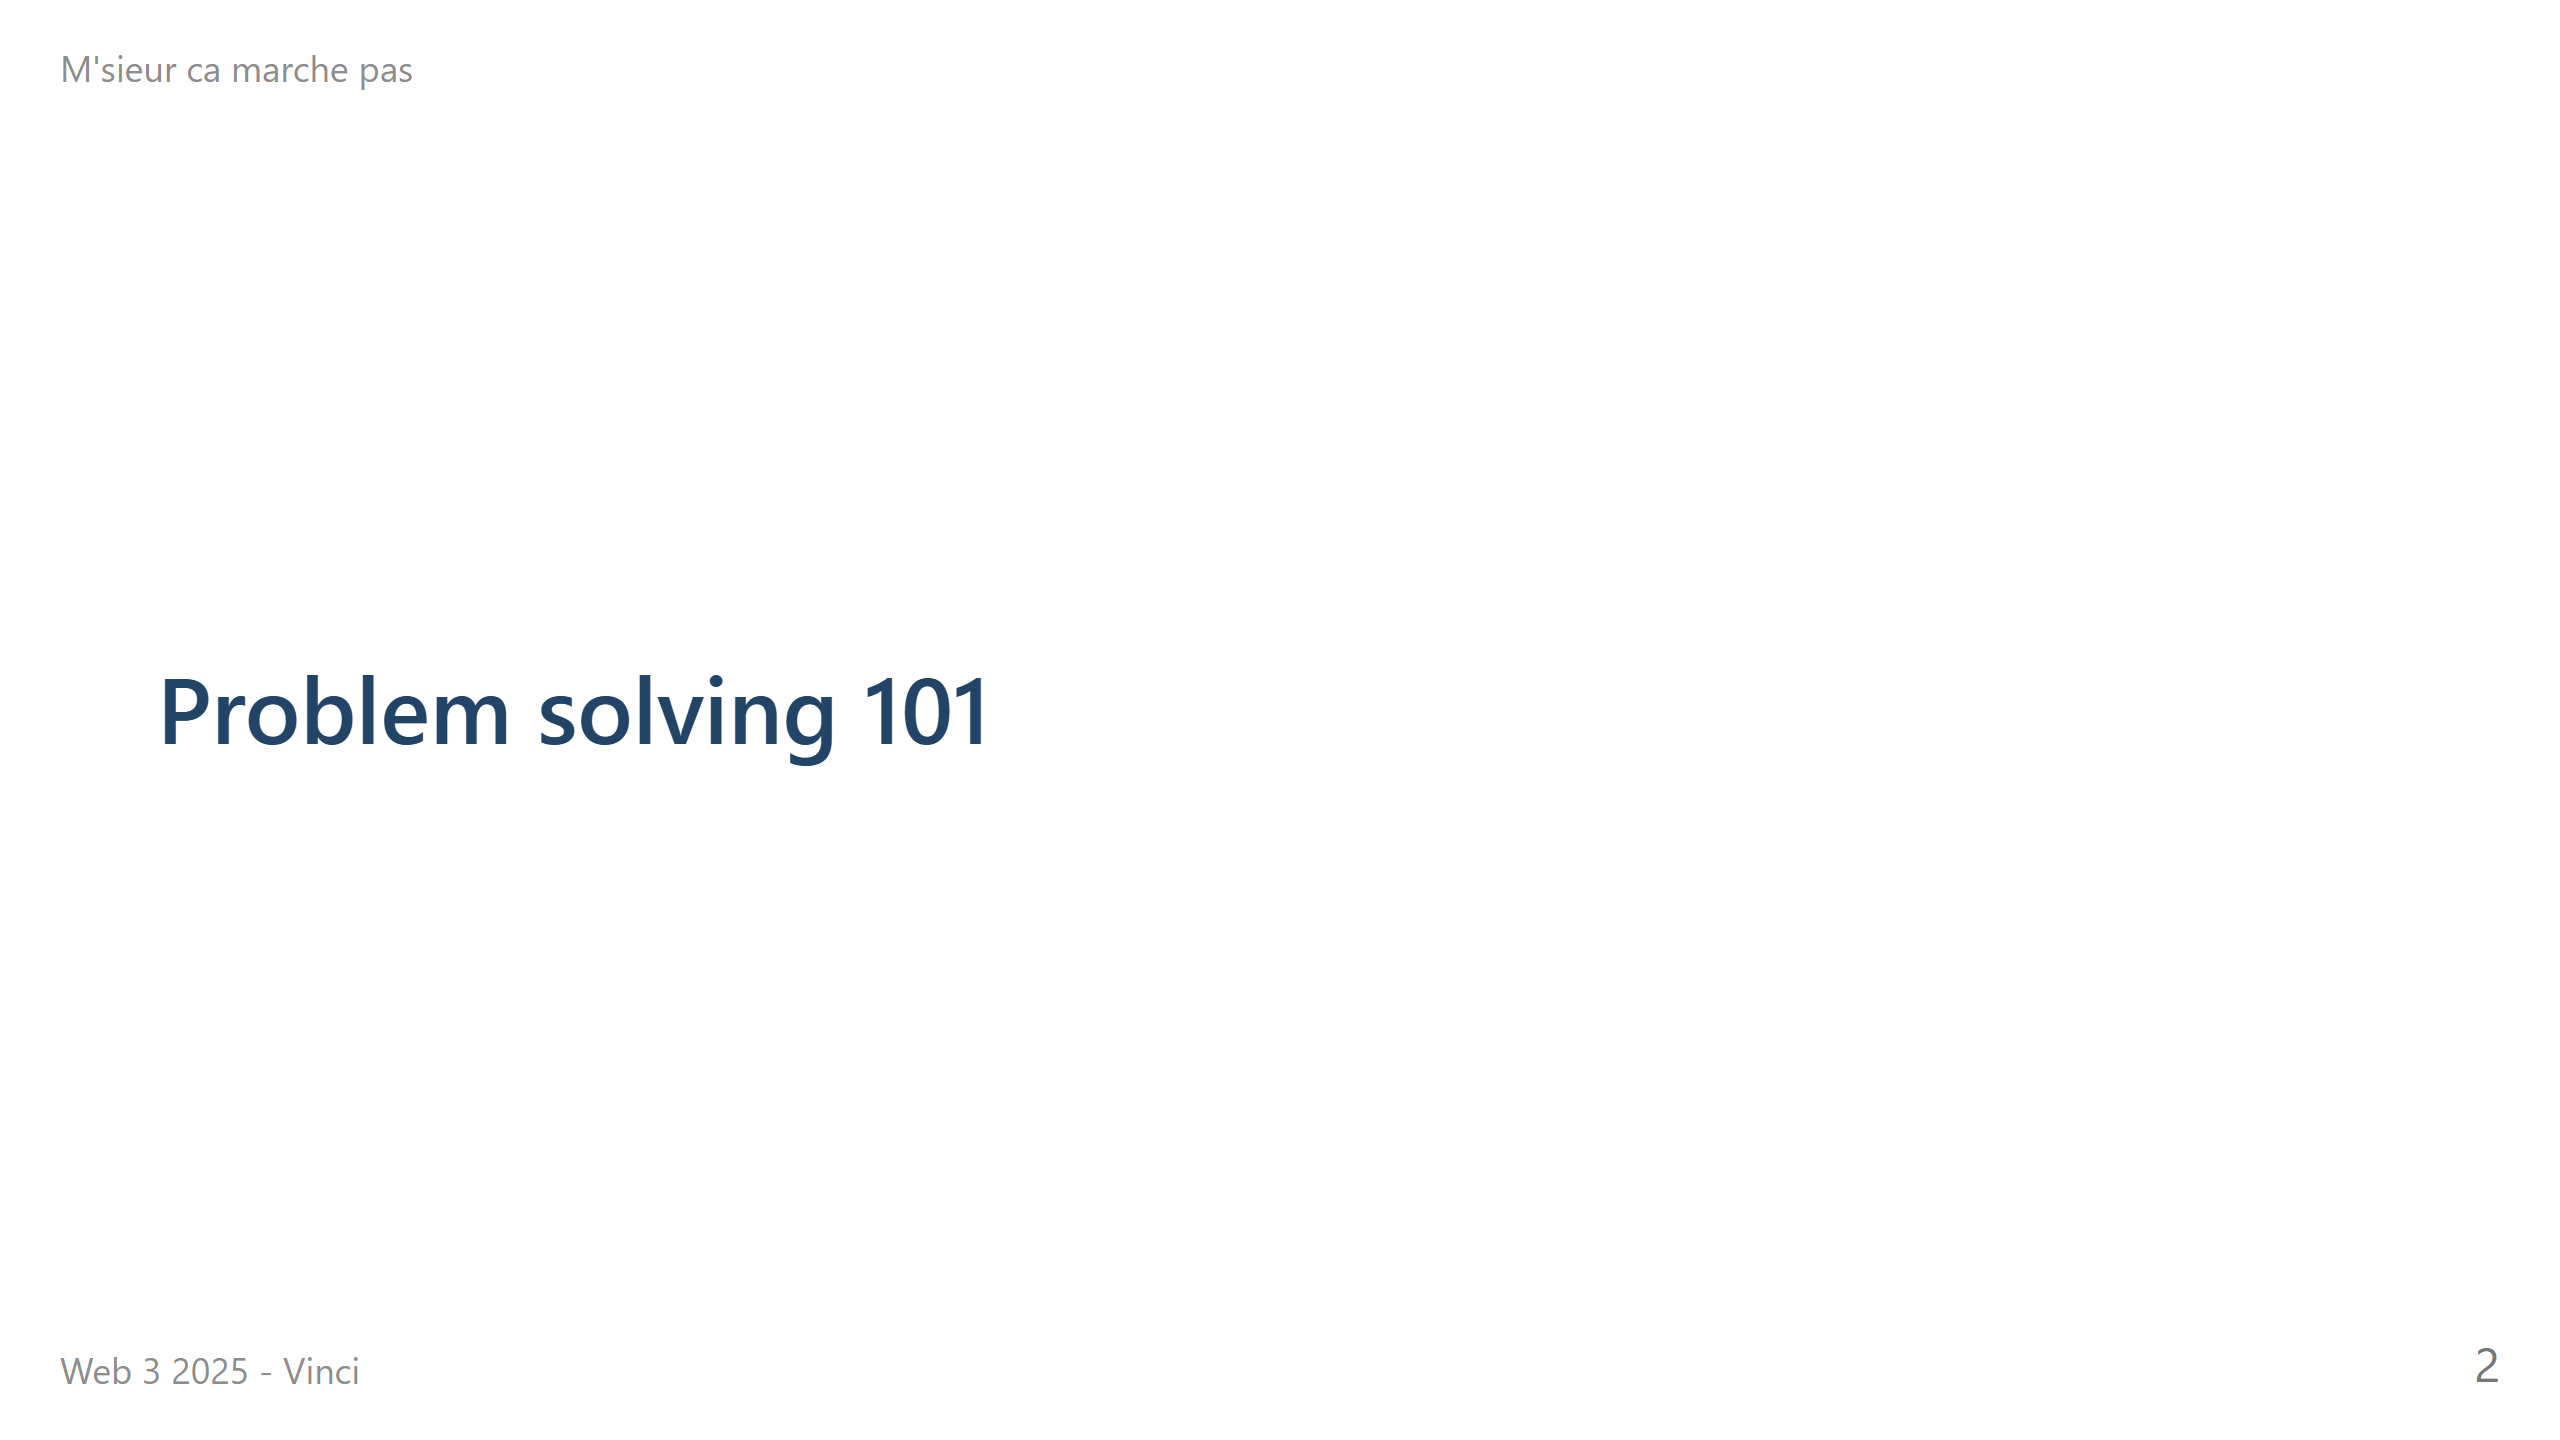 M'sieur ca marche pas
Problem solving 101
Web 3 2025 - Vinci
2